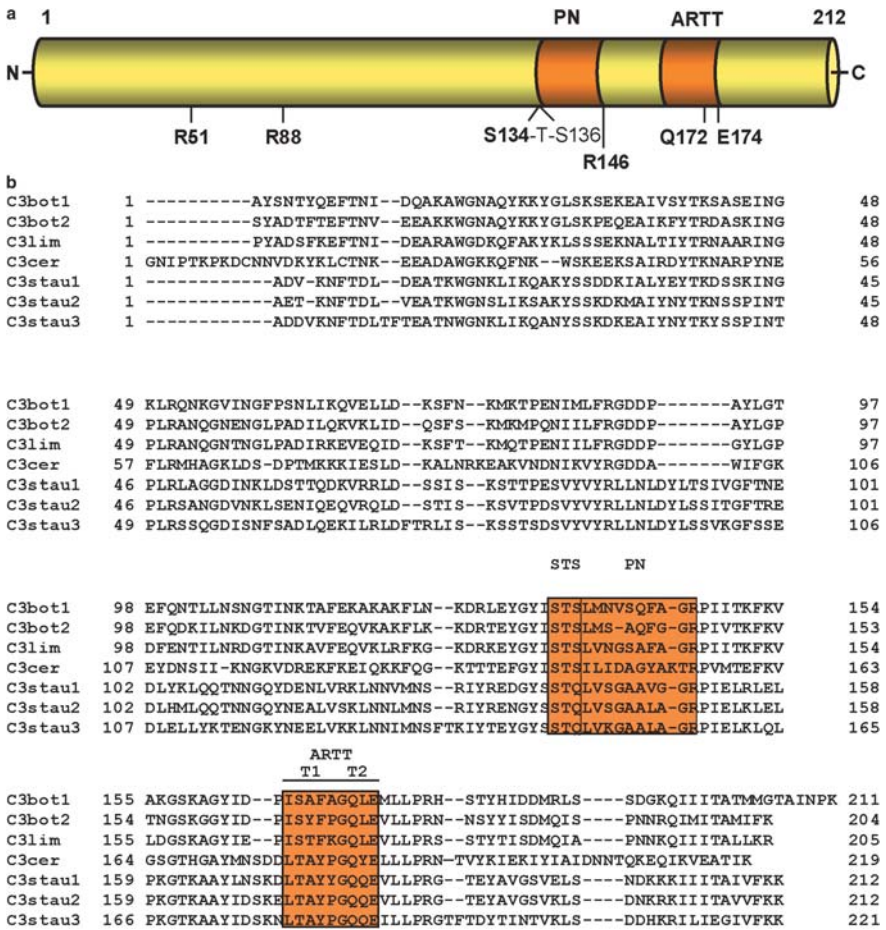 a 1 PN ARTT 212
N C
R51 R88 S134-T-S136 Q172 E174
R146
b
C3bot1 1 ----------AYSNTYQEFTNI--DQAKAWGNAQYKKYGLSKSEKEAIVSYTKSASEING 48
C3bot2 1 ----------SYADTFTEFTNV--EEAKKWGNAQYKKYGLSKPEQEAIKFYTRDASKING 48
C3lim 1 ----------PYADSFKEFTNI--DEARAWGDKQFAKYKLSSSEKNALTIYTRNAARING 48
C3cer 1 GNIPTKPKDCNNVDKYKLCTNK--EEADAWGKKQFNK--WSKEEKSAIRDYTKNARPYNE 56
C3stau1 1 ------------ADV-KNFTDL--DEATKWGNKLIKQAKYSSDDKIALYEYTKDSSKING 45
C3stau2 1 ------------AET-KNFTDL--VEATKWGNSLIKSAKYSSKDKMAIYNYTKNSSPINT 45
C3stau3 1 ------------ADDVKNFTDLTFTEATNWGNKLIKQANYSSKDKEAIYNYTKYSSPINT 48
C3bot1 49 KLRQNKGVINGFPSNLIKQVELLD--KSFN--KMKTPENIMLFRGDDP-------AYLGT 97
C3bot2 49 PLRANQGNENGLPADILQKVKLID--QSFS--KMKMPQNIILFRGDDP-------AYLGP 97
C3lim 49 PLRANQGNTNGLPADIRKEVEQID--KSFT--KMQTPENIILFRGDDP-------GYLGP 97
C3cer 57 FLRMHAGKLDS-DPTMKKKIESLD--KALNRKEAKVNDNIKVYRGDDA-------WIFGK 106
C3stau1 46 PLRLAGGDINKLDSTTQDKVRRLD--SSIS--KSTTPESVYVYRLLNLDYLTSIVGFTNE 101
C3stau2 46 PLRSANGDVNKLSENIQEQVRQLD--STIS--KSVTPDSVYVYRLLNLDYLSSITGFTRE 101
C3stau3 49 PLRSSQGDISNFSADLQEKILRLDFTRLIS--KSSTSDSVYVYRLLNLDYLSSVKGFSSE 106
STS PN
C3bot1 98 EFQNTLLNSNGTINKTAFEKAKAKFLN--KDRLEYGYISTSLMNVSQFA-GRPIITKFKV 154
C3bot2 98 EFQDKILNKDGTINKTVFEQVKAKFLK--KDRTEYGYISTSLMS-AQFG-GRPIVTKFKV 153
C3lim 98 DFENTILNRDGTINKAVFEQVKLRFKG--KDRKEYGYISTSLVNGSAFA-GRPIITKFKV 154
C3cer 107 EYDNSII-KNGKVDREKFKEIQKKFQG--KTTTEFGYISTSILIDAGYAKTRPVMTEFKV 163
C3stau1 102 DLYKLQQTNNGQYDENLVRKLNNVMNS--RIYREDGYSSTQLVSGAAVG-GRPIELRLEL 158
C3stau2 102 DLHMLQQTNNGQYNEALVSKLNNLMNS--RIYRENGYSSTQLVSGAALA-GRPIELKLEL 158
C3stau3 107 DLELLYKTENGKYNEELVKKLNNIMNSFTKIYTEYGYSSTQLVKGAALA-GRPIELKLQL 165
ARTT
T1 T2
C3bot1 155 AKGSKAGYID--PISAFAGQLEMLLPRH--STYHIDDMRLS----SDGKQIIITATMMGTAINPK 211
C3bot2 154 TNGSKGGYID--PISYFPGQLEVLLPRN--NSYYISDMQIS----PNNRQIMITAMIFK 204
C3lim 155 LDGSKAGYIE--PISTFKGQLEVLLPRS--STYTISDMQIA----PNNKQIIITALLKR 205
C3cer 164 GSGTHGAYMNSDDLTAYPGQYELLLPRN--TVYKIEKIYIAIDNNTQKEQIKVEATIK 219
C3stau1 159 PKGTKAAYLNSKDLTAYYGQQEVLLPRG--TEYAVGSVELS----NDKKKIIITAIVFKK 212
C3stau2 159 PKGTKAAYIDSKELTAYPGQQEVLLPRG--TEYAVGSVKLS----DNKRKIIITAVVFKK 212
C3stau3 166 PKGTKAAYIDSKNLTAYPGQQEILLPRGTFTDYTINTVKLS----DDHKRILIEGIVFKK 221